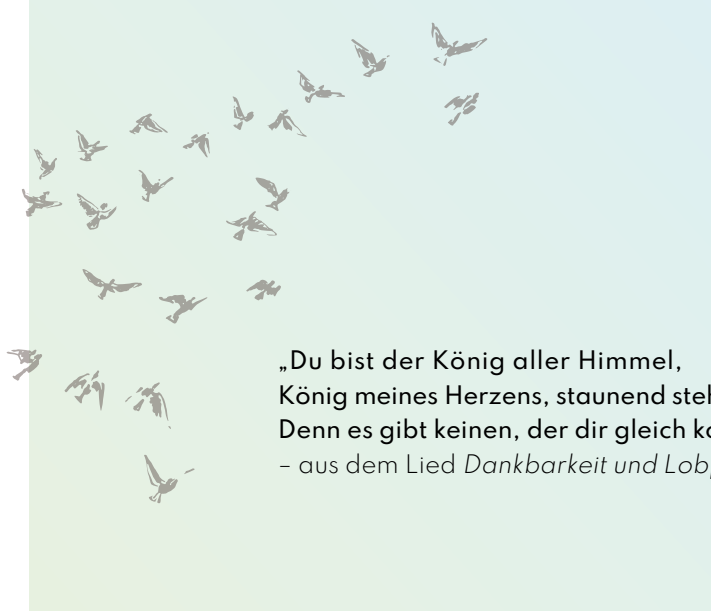 „Du bist der König aller Himmel,
König meines Herzens, staunend
Denn es gibt keinen, der dir gleich
– aus dem Lied Dankbarkeit und